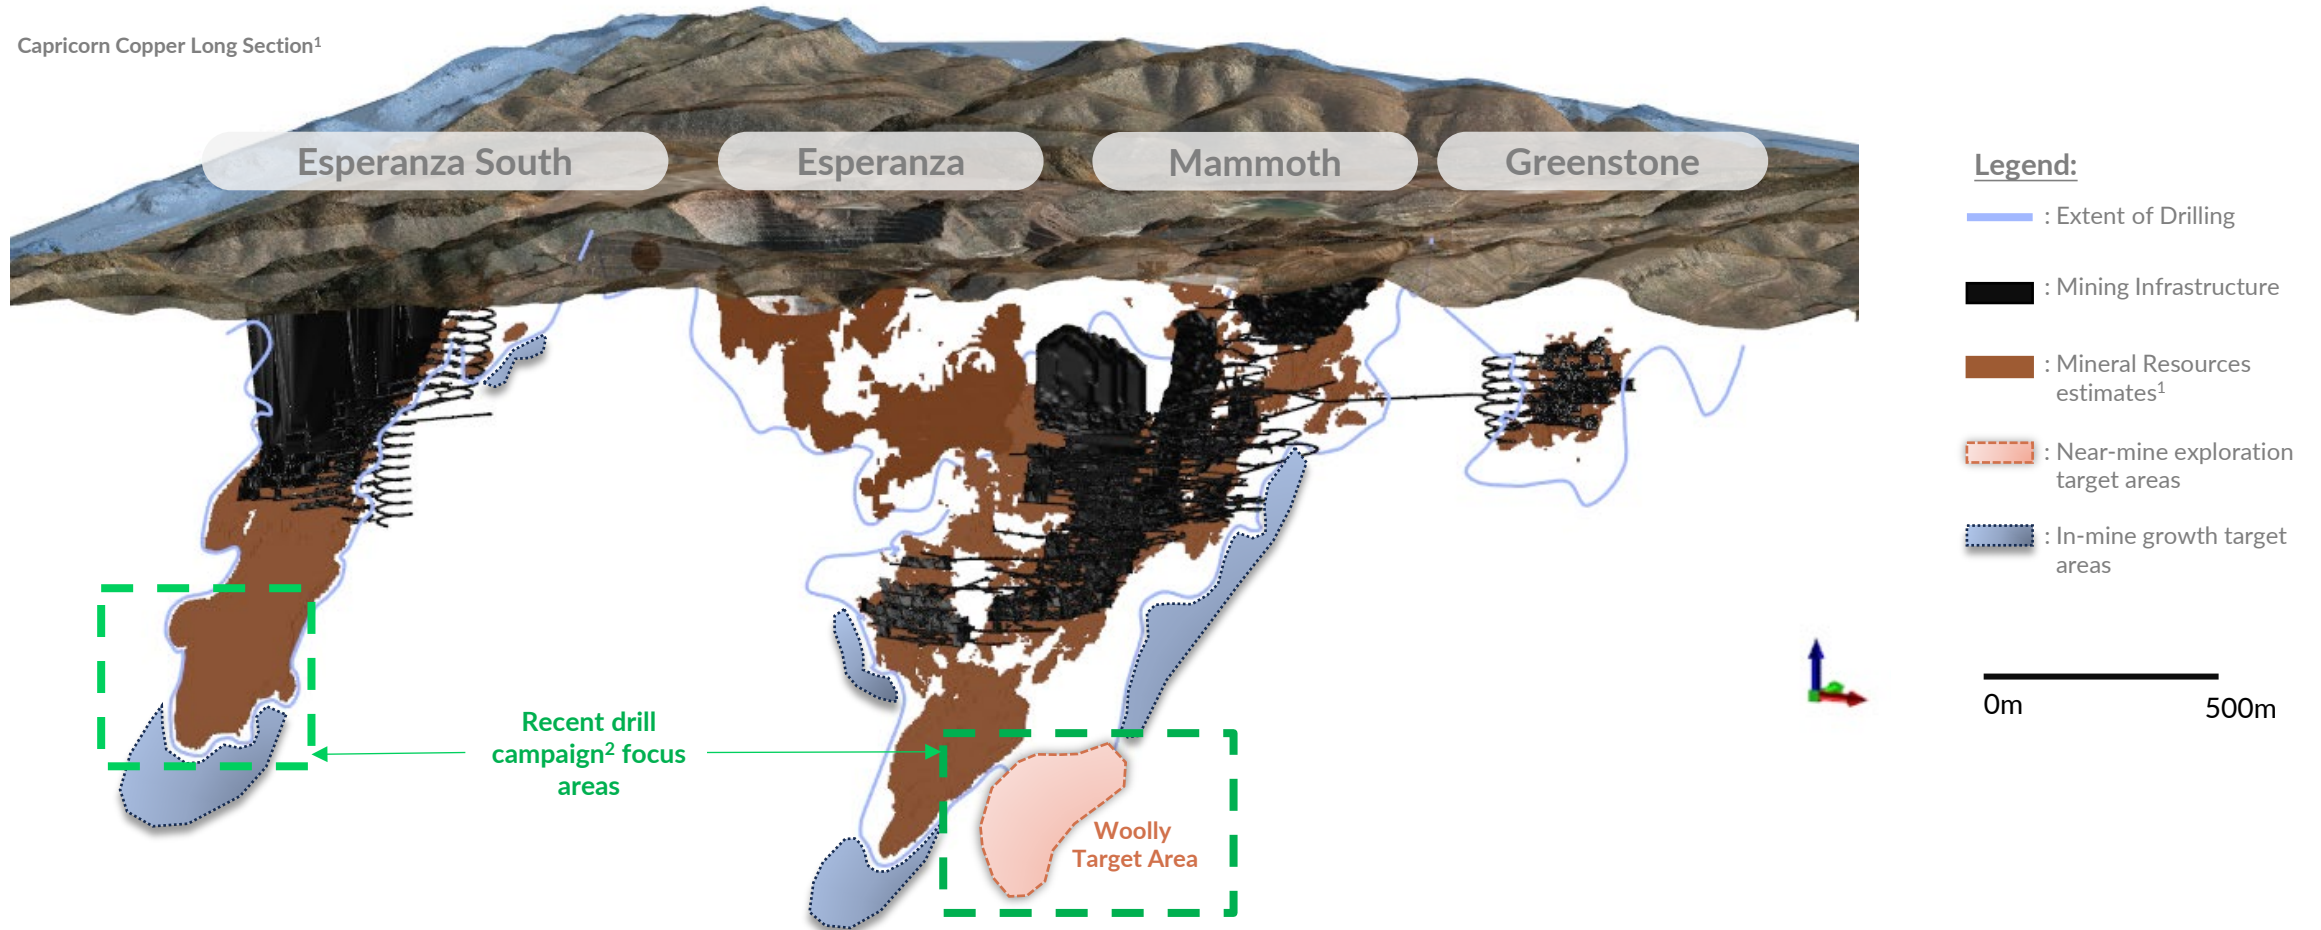 Capricorn Copper Long Section¹
Esperanza South
Esperanza
Mammoth
Greenstone
Legend:
: Extent of Drilling
: Mining Infrastructure
: Mineral Resources
estimates¹
: Near-mine exploration
target areas
: In-mine growth target
areas
0m
500m
Recent drill
campaign² focus
areas
Woolly
Target Area